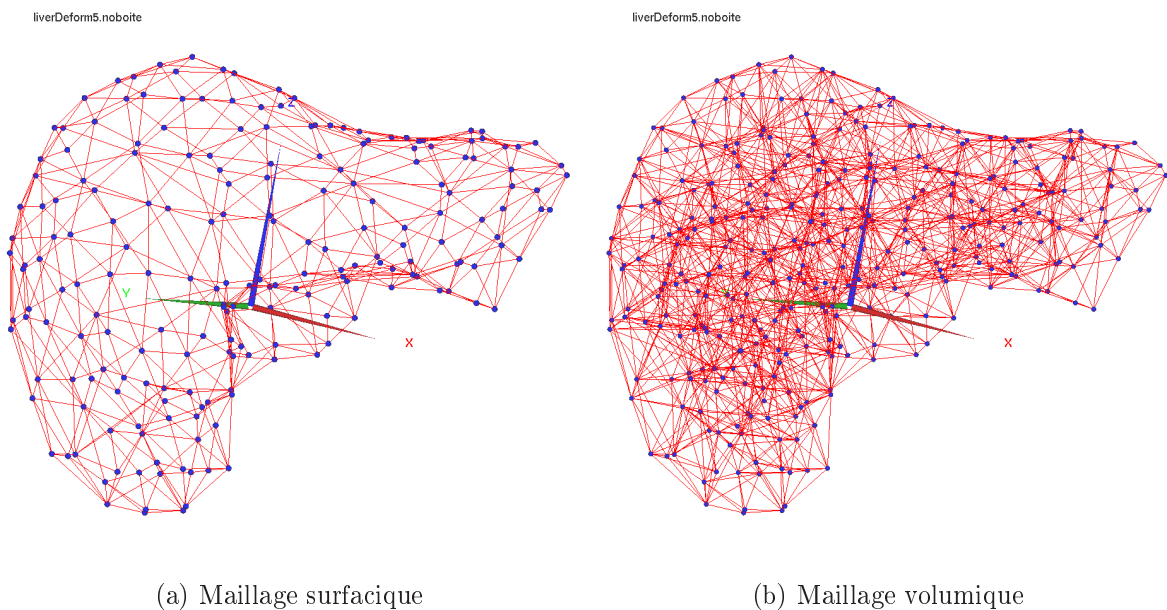 liverDeform5.noboite
liverDeform5.noboite
Z
Z
Y
X
X
(a) Maillage surfacique
(b) Maillage volumique